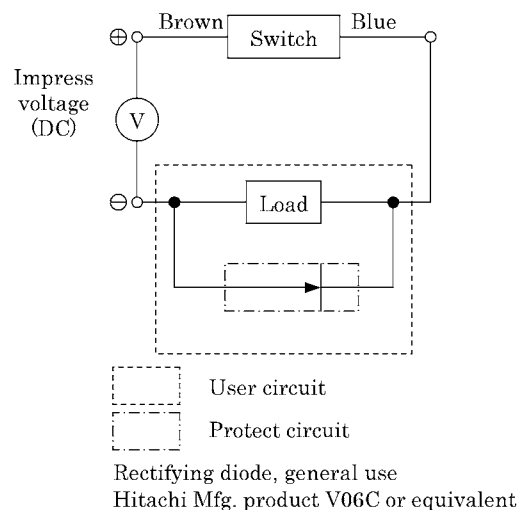 Brown
Switch
Blue
⊕
Impress
voltage
(DC)
V
⊖
Load
User circuit
Protect circuit
Rectifying diode, general use
Hitachi Mfg. product V06C or equivalent